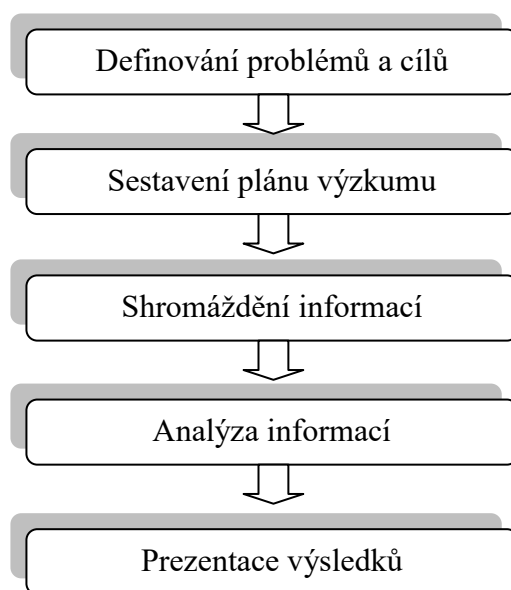 Definování problémů a cílů
Sestavení plánu výzkumu
Shromáždění informací
Analýza informací
Prezentace výsledků